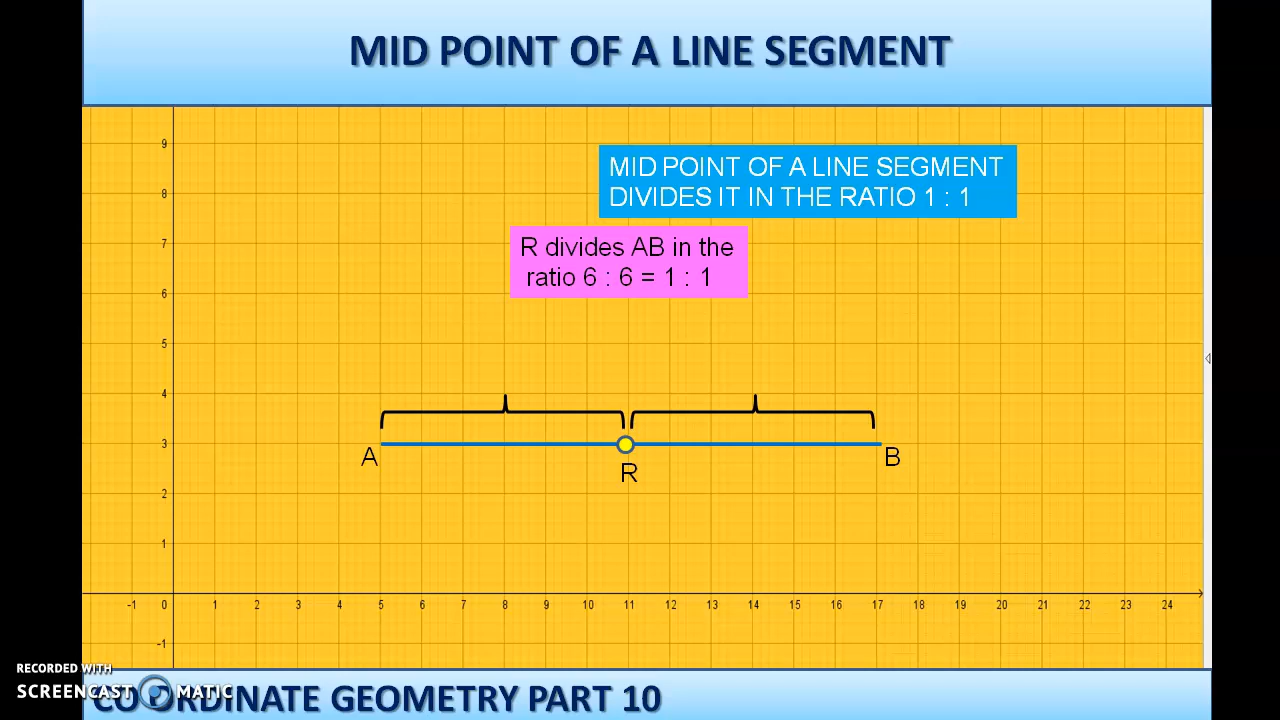 MID POINT OF A LINE SEGMENT
9
MID POINT OF A LINE SEGMENT
DIVIDES IT IN THE RATIO 1 : 1
8
R divides AB in the
ratio 6 : 6 = 1 : 1
7
6
5
4
3
A
R
B
2
1
-1 0 1 2 3 4 5 6 7 8 9 10 11 12 13 14 15 16 17 18 19 20 21 22 23 24
-1
RECORDED WITH
SCREENCAST MATIC
COORDINATE GEOMETRY PART 10